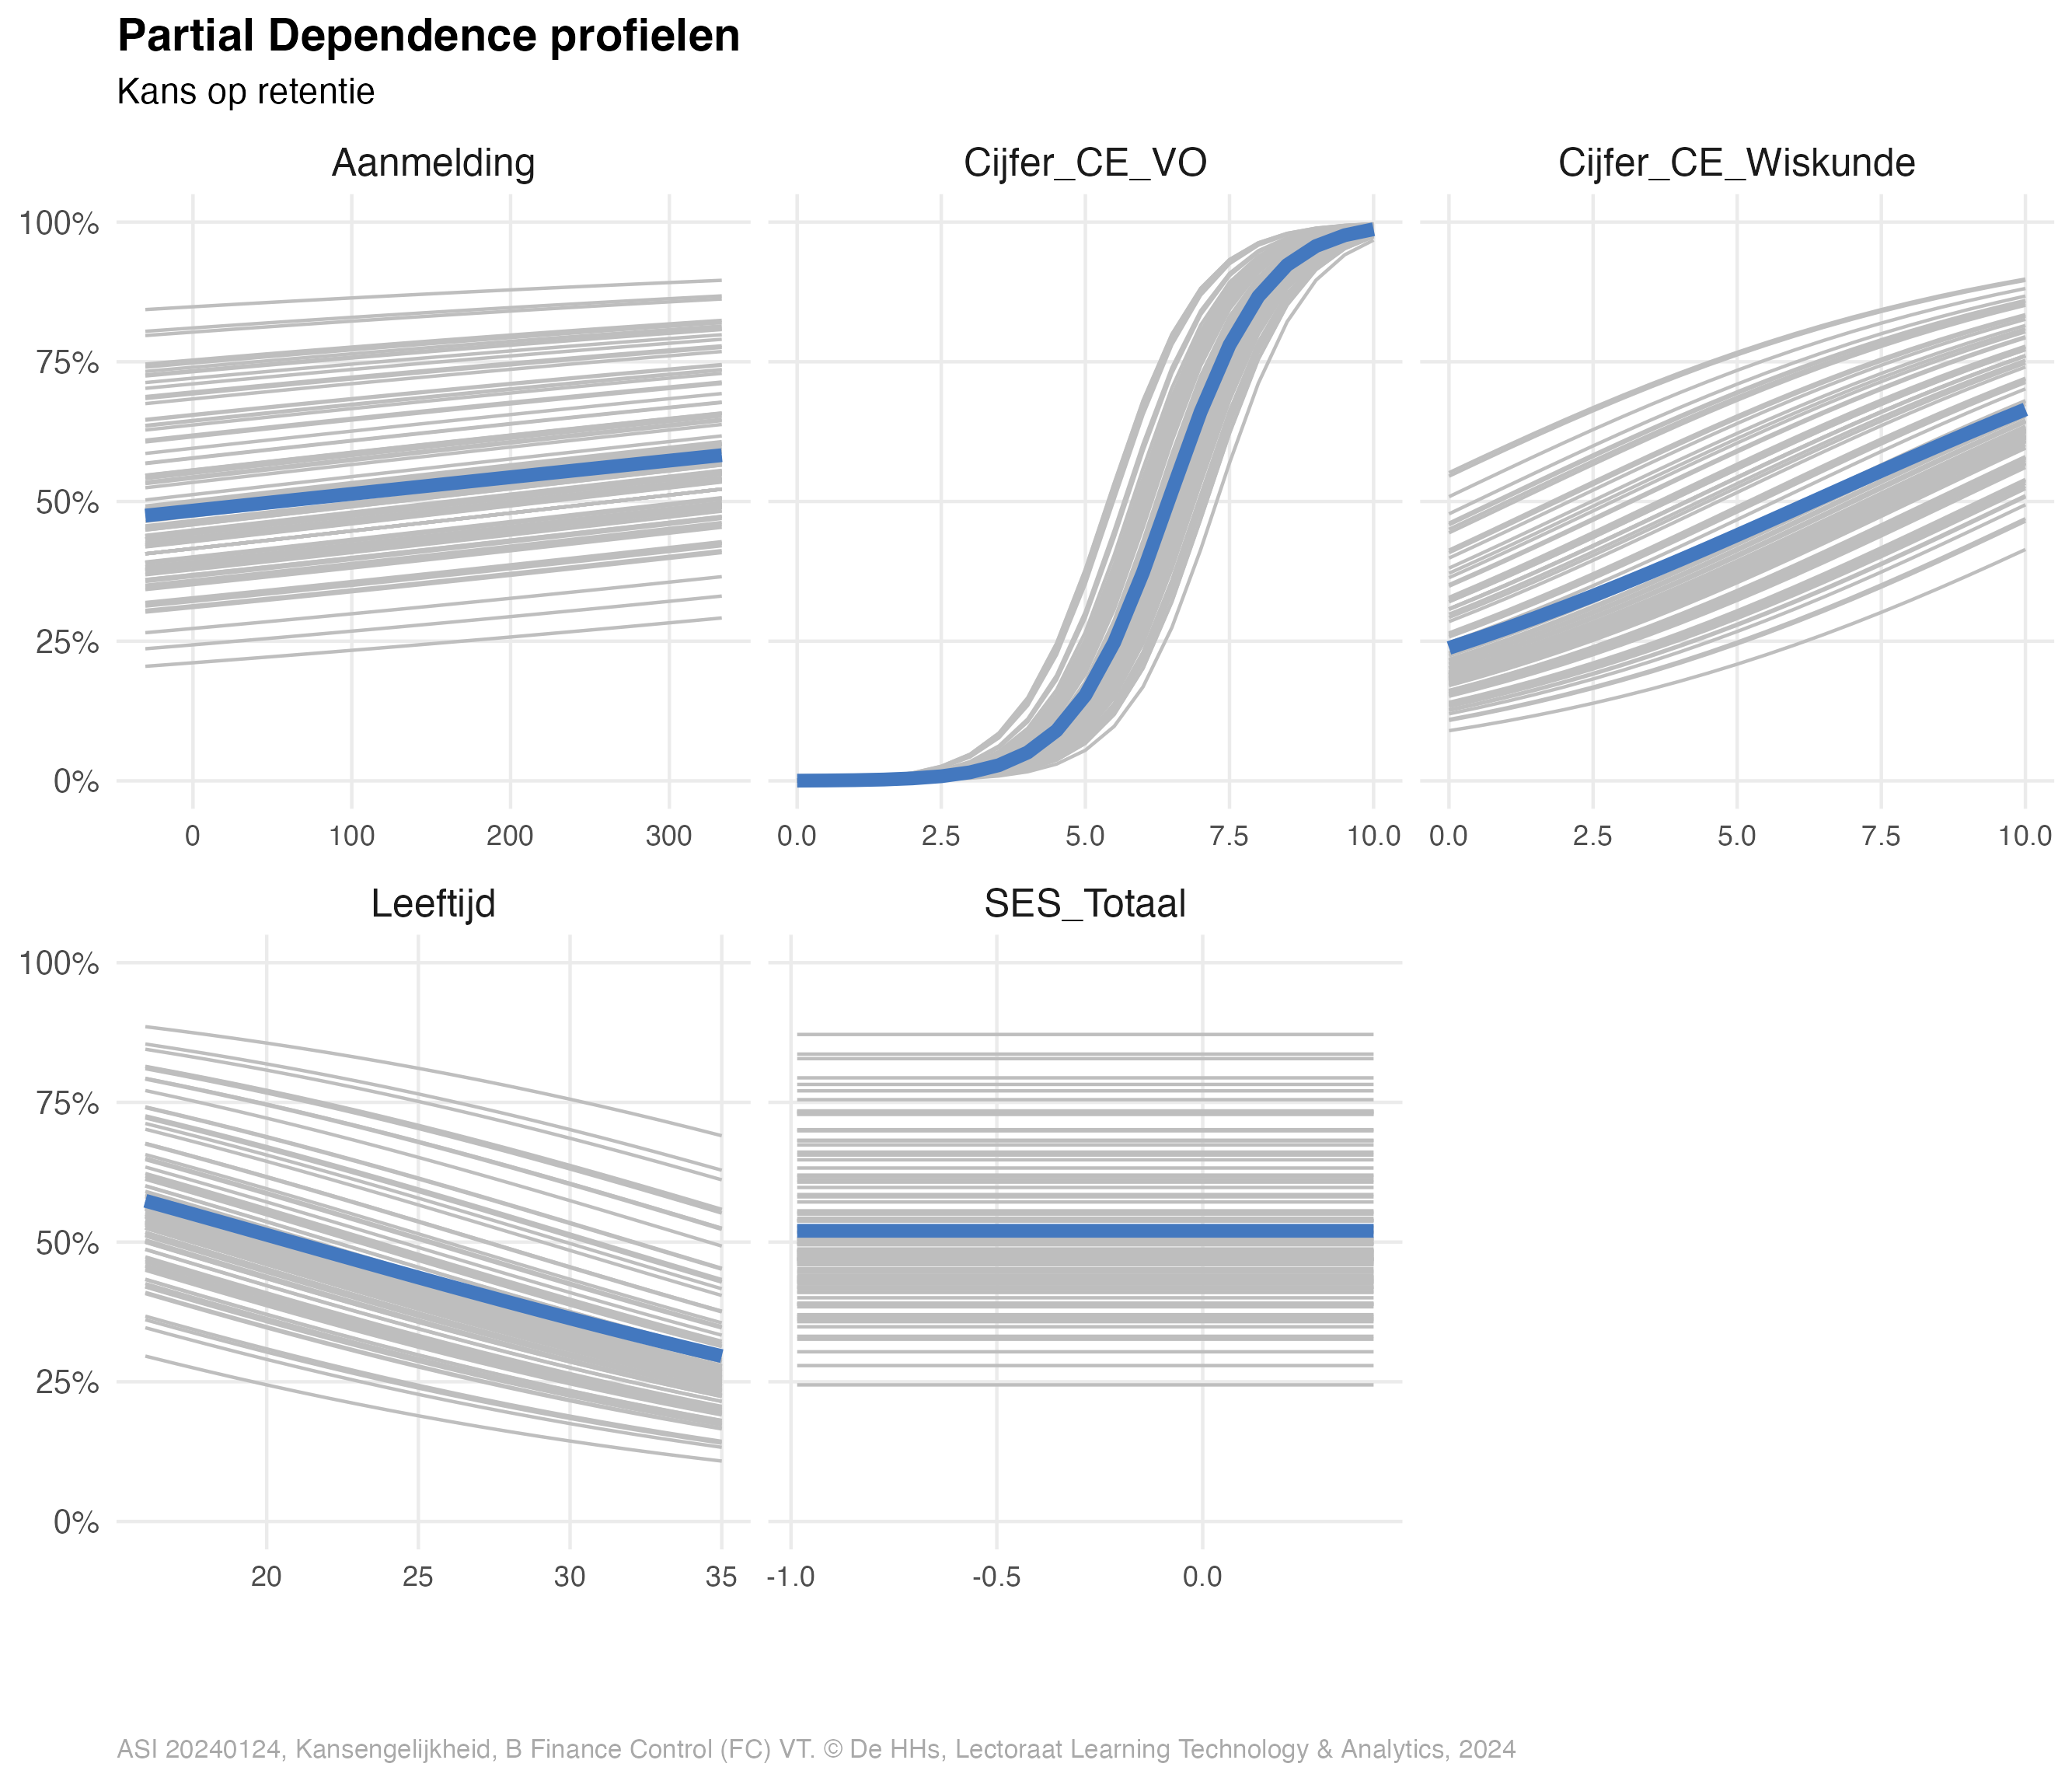 Partial Dependence profielen
Kans op retentie
Aanmelding
Cijfer_CE_VO
Cijfer_CE_Wiskunde
100%
75%
50%
25%
0%
0 100 200 300
0.0 2.5 5.0 7.5 10.0
0.0 2.5 5.0 7.5 10.0
Leeftijd
SES_Totaal
100%
75%
50%
25%
0%
20 25 30 35
-1.0 -0.5 0.0
ASI 20240124, Kansengelijkheid, B Finance Control (FC) VT. © De HHs, Lectoraat Learning Technology & Analytics, 2024